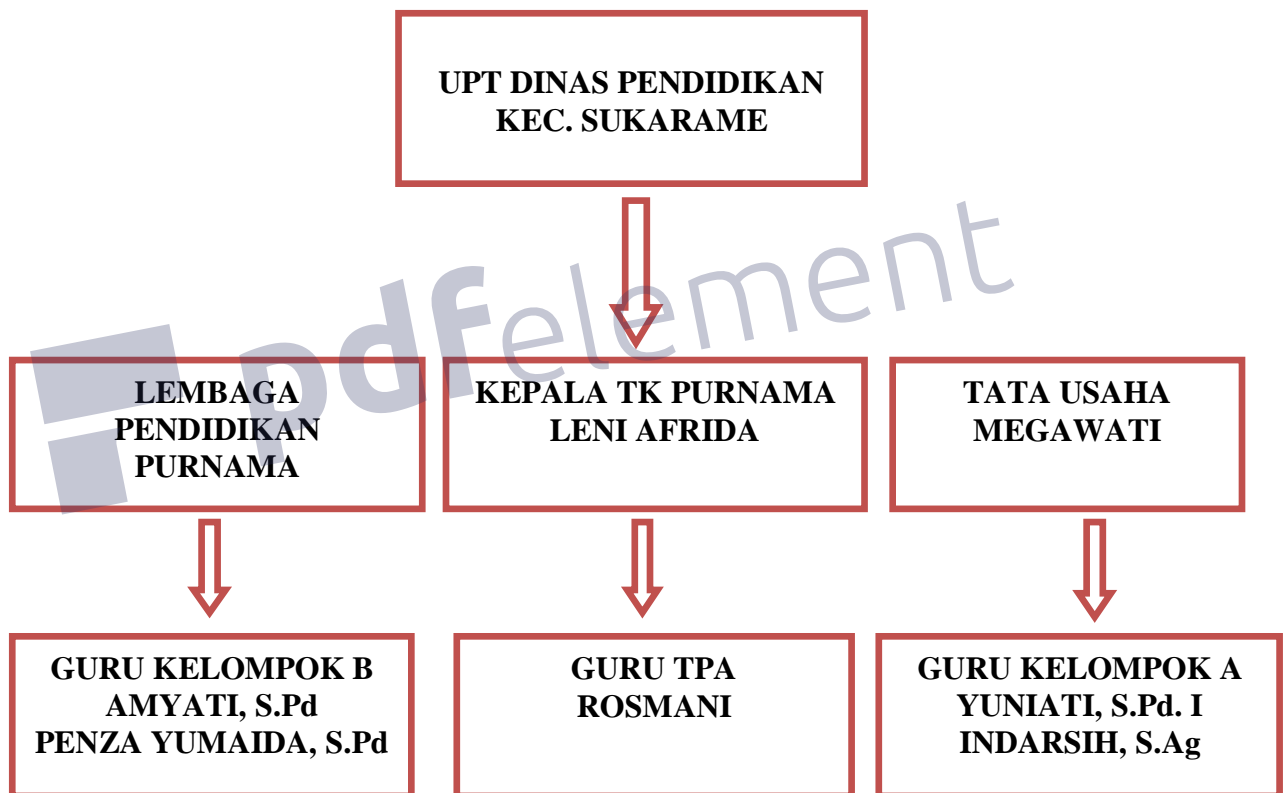 UPT DINAS PENDIDIKAN
KEC. SUKARAME
pdfelement
LEMBAGA
PENDIDIKAN
PURNAMA
KEPALA TK PURNAMA
LENI AFRIDA
TATA USAHA
MEGAWATI
GURU KELOMPOK B
AMYATI, S.Pd
PENZA YUMAIDA, S.Pd
GURU TPA
ROSMANI
GURU KELOMPOK A
YUNIATI, S.Pd. I
INDARSIH, S.Ag